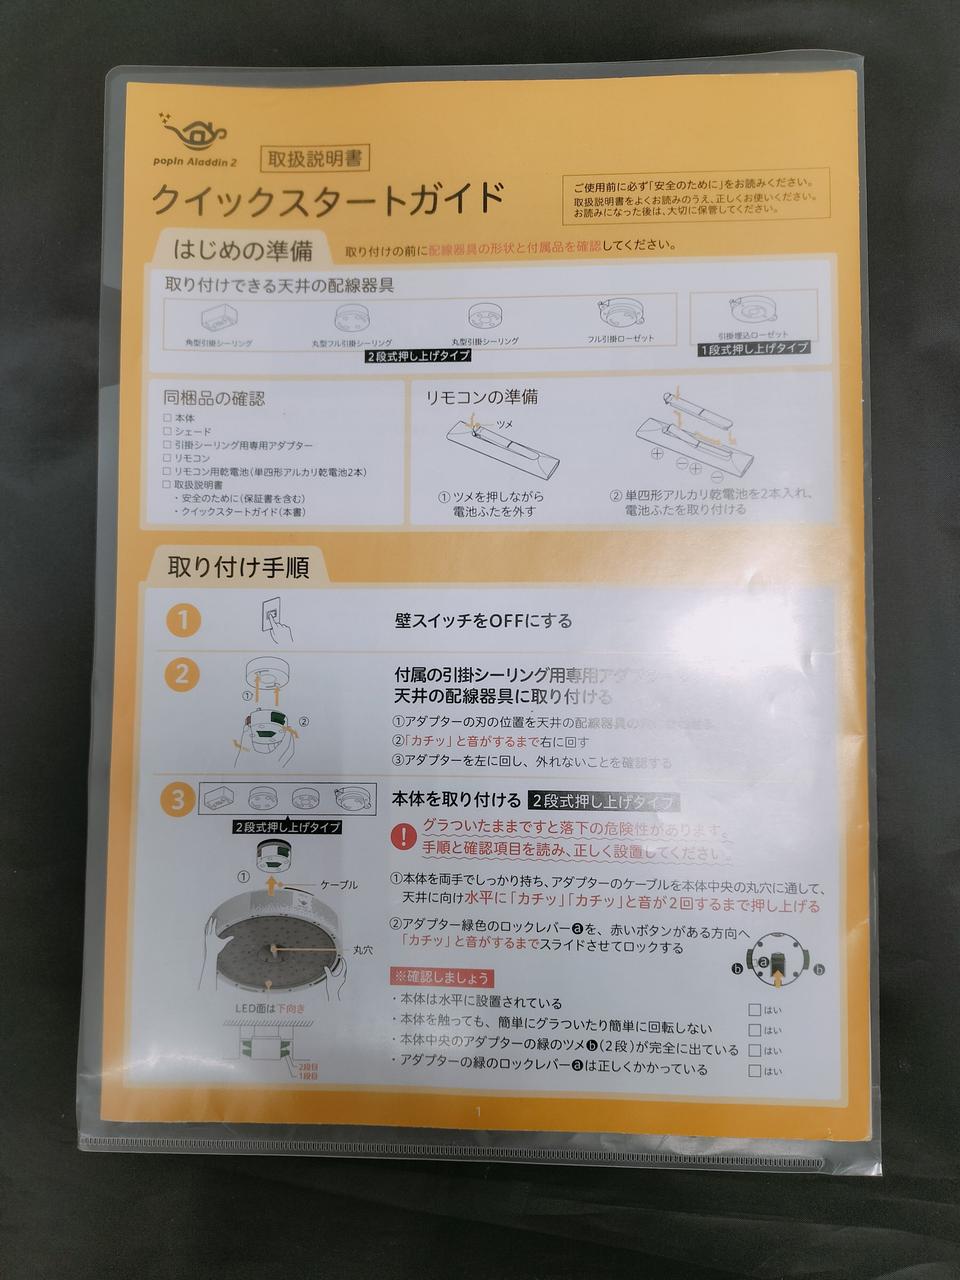 popIn Aladdin 2
取扱説明書
クイックスタートガイド
ご使用前に必ず「安全のために」をお読みください。
取扱説明書をよくお読みのうえ、正しくお使いください。
お読みになった後は、大切に保管してください。
はじめの準備
取り付けの前に配線器具の形状と付属品を確認してください。
取り付けできる天井の配線器具
角型引掛シーリング
丸型フル引掛シーリング
丸型引掛シーリング
フル引掛ローゼット
引掛埋込ローゼット
2段式押し上げタイプ
1段式押し上げタイプ
同梱品の確認
□ 本体
□ シェード
□ 引掛シーリング用専用アダプター
□ リモコン
□ リモコン用乾電池(単四形アルカリ乾電池2本)
□ 取扱説明書
・安全のために(保証書を含む)
・クイックスタートガイド(本書)
リモコンの準備
ツメ
① ツメを押しながら
電池ふたを外す
② 単四形アルカリ乾電池を2本入れ、
電池ふたを取り付ける
取り付け手順
1
壁スイッチをOFFにする
2
①
②
付属の引掛シーリング用専用アダプター
天井の配線器具に取り付ける
①アダプターの刃の位置を天井の配線器具の
②「カチッ」と音がするまで右に回す
③アダプターを左に回し、外れないことを確認する
3
2段式押し上げタイプ
①
ケーブル
丸穴
LED面は下向き
2段目
1段目
本体を取り付ける 2段式押し上げタイプ
! グラついたままですと落下の危険性があります。
手順と確認項目を読み、正しく設置してください。
①本体を両手でしっかり持ち、アダプターのケーブルを本体中央の丸穴に通して、
天井に向け水平に「カチッ」「カチッ」と音が2回するまで押し上げる
②アダプター緑色のロックレバーⓐを、赤いボタンがある方向へ
「カチッ」と音がするまでスライドさせてロックする
b a b
※確認しましょう
・本体は水平に設置されている □ はい
・本体を触っても、簡単にグラついたり簡単に回転しない □ はい
・本体中央のアダプターの緑のツメⓑ(2段)が完全に出ている □ はい
・アダプターの緑のロックレバーⓐは正しくかかっている □ はい
1